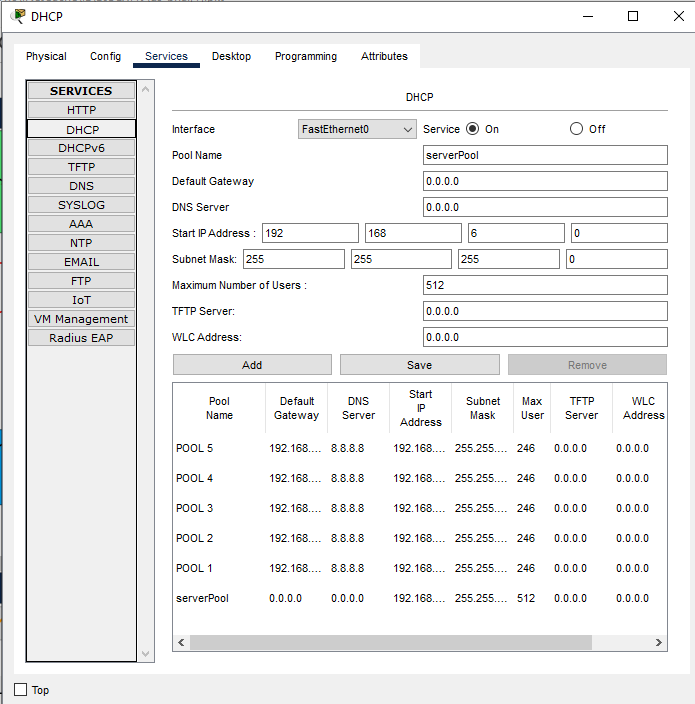 DHCP
Physical Config Services Desktop Programming Attributes
SERVICES
HTTP
DHCP
DHCPv6
TFTP
DNS
SYSLOG
AAA
NTP
EMAIL
FTP
IoT
VM Management
Radius EAP
DHCP
Interface FastEthernet0 Service On Off
Pool Name serverPool
Default Gateway 0.0.0.0
DNS Server 0.0.0.0
Start IP Address : 192 168 6 0
Subnet Mask: 255 255 255 0
Maximum Number of Users : 512
TFTP Server: 0.0.0.0
WLC Address: 0.0.0.0
Add Save Remove
Pool Name Default Gateway DNS Server Start IP Address Subnet Mask Max User TFTP Server WLC Address
POOL 5 192.168.... 8.8.8.8 192.168.... 255.255.... 246 0.0.0.0 0.0.0.0
POOL 4 192.168.... 8.8.8.8 192.168.... 255.255.... 246 0.0.0.0 0.0.0.0
POOL 3 192.168.... 8.8.8.8 192.168.... 255.255.... 246 0.0.0.0 0.0.0.0
POOL 2 192.168.... 8.8.8.8 192.168.... 255.255.... 246 0.0.0.0 0.0.0.0
POOL 1 192.168.... 8.8.8.8 192.168.... 255.255.... 246 0.0.0.0 0.0.0.0
serverPool 0.0.0.0 0.0.0.0 192.168.... 255.255.... 512 0.0.0.0 0.0.0.0
Top